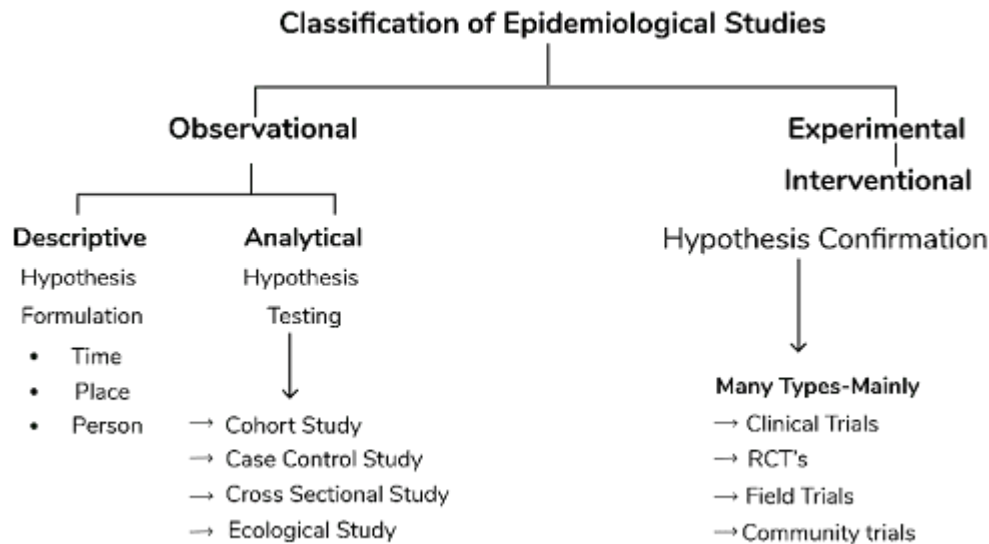 Classification of Epidemiological Studies
Observational
Experimental
Interventional
Descriptive
Hypothesis
Formulation
• Time
• Place
• Person
Analytical
Hypothesis
Testing
→ Cohort Study
→ Case Control Study
→ Cross Sectional Study
→ Ecological Study
Hypothesis Confirmation
Many Types-Mainly
→ Clinical Trials
→ RCT's
→ Field Trials
→ Community trials